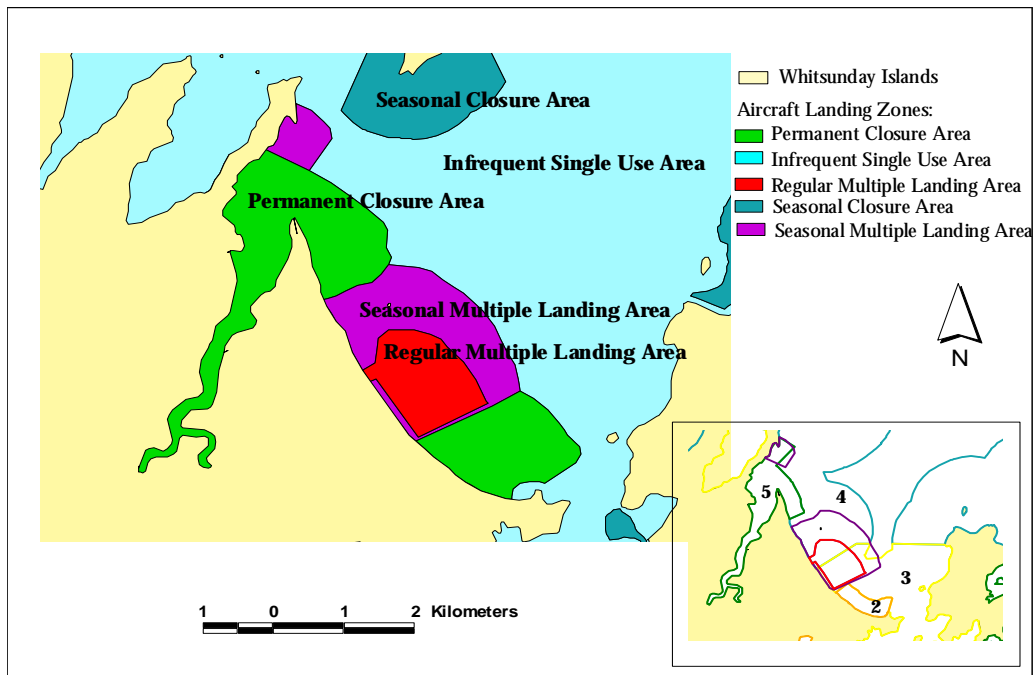 Seasonal Closure Area
Infrequent Single Use Area
Permanent Closure Area
Seasonal Multiple Landing Area
Regular Multiple Landing Area
Whitsunday Islands
Aircraft Landing Zones:
Permanent Closure Area
Infrequent Single Use Area
Regular Multiple Landing Area
Seasonal Closure Area
Seasonal Multiple Landing Area
N
5
4
3
2
1 0 1 2 Kilometers